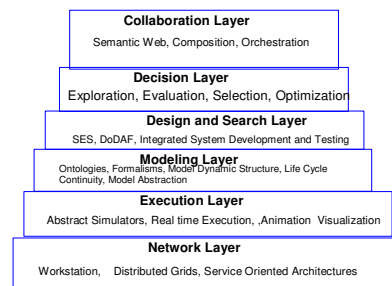 Collaboration Layer
Semantic Web, Composition, Orchestration
Decision Layer
Exploration, Evaluation, Selection, Optimization
Design and Search Layer
SES, DoDAF, Integrated System Development and Testing
Modeling Layer
Ontologies, Formalisms, Model Dynamic Structure, Life Cycle
Continuity, Model Abstraction
Execution Layer
Abstract Simulators, Real time Execution, ,Animation Visualization
Network Layer
Workstation, Distributed Grids, Service Oriented Architectures